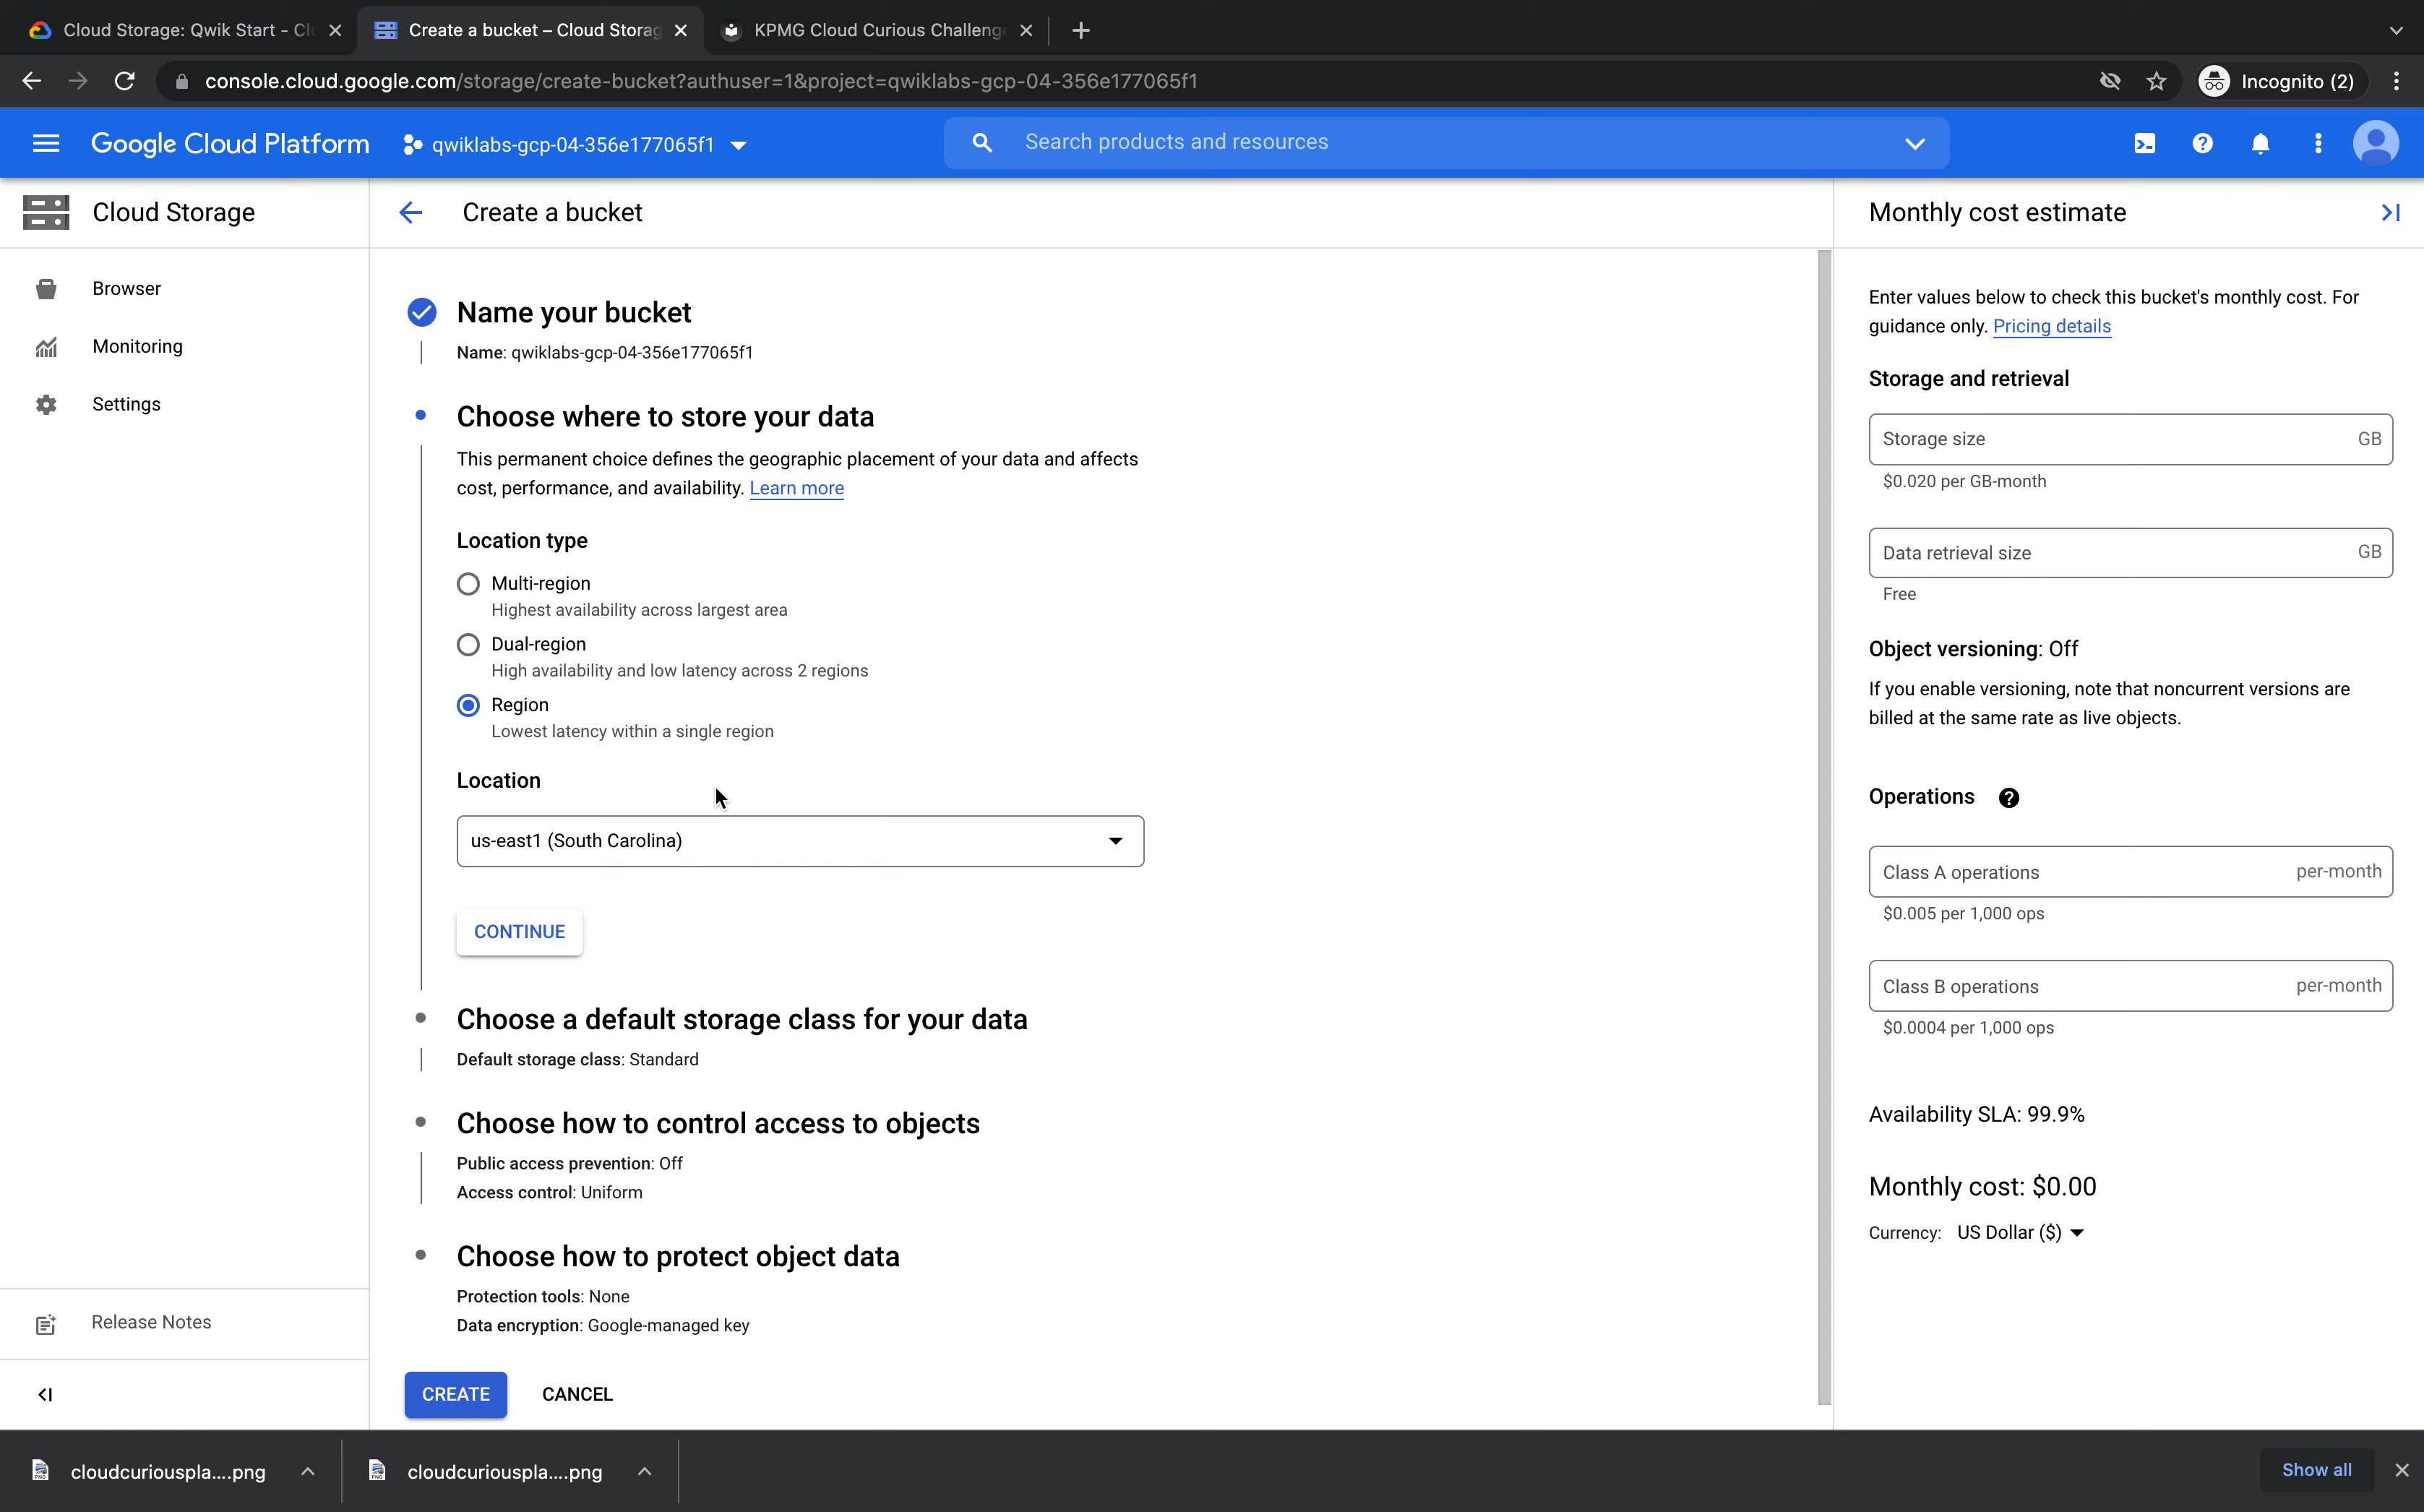 Cloud Storage: Qwik Start - Cl
Create a bucket – Cloud Storag
KPMG Cloud Curious Challeng
console.cloud.google.com/storage/create-bucket?authuser=1&project=qwiklabs-gcp-04-356e177065f1
Incognito (2)
Google Cloud Platform
qwiklabs-gcp-04-356e177065f1
Search products and resources
Cloud Storage
Browser
Monitoring
Settings
Release Notes
Create a bucket
Name your bucket
Name: qwiklabs-gcp-04-356e177065f1
Choose where to store your data
This permanent choice defines the geographic placement of your data and affects
cost, performance, and availability. Learn more
Location type
Multi-region
Highest availability across largest area
Dual-region
High availability and low latency across 2 regions
Region
Lowest latency within a single region
Location
us-east1 (South Carolina)
CONTINUE
Choose a default storage class for your data
Default storage class: Standard
Choose how to control access to objects
Public access prevention: Off
Access control: Uniform
Choose how to protect object data
Protection tools: None
Data encryption: Google-managed key
CREATE
CANCEL
Monthly cost estimate
Enter values below to check this bucket's monthly cost. For
guidance only. Pricing details
Storage and retrieval
Storage size GB
$0.020 per GB-month
Data retrieval size GB
Free
Object versioning: Off
If you enable versioning, note that noncurrent versions are
billed at the same rate as live objects.
Operations
Class A operations per-month
$0.005 per 1,000 ops
Class B operations per-month
$0.0004 per 1,000 ops
Availability SLA: 99.9%
Monthly cost: $0.00
Currency: US Dollar ($)
cloudcuriouspla....png
cloudcuriouspla....png
Show all